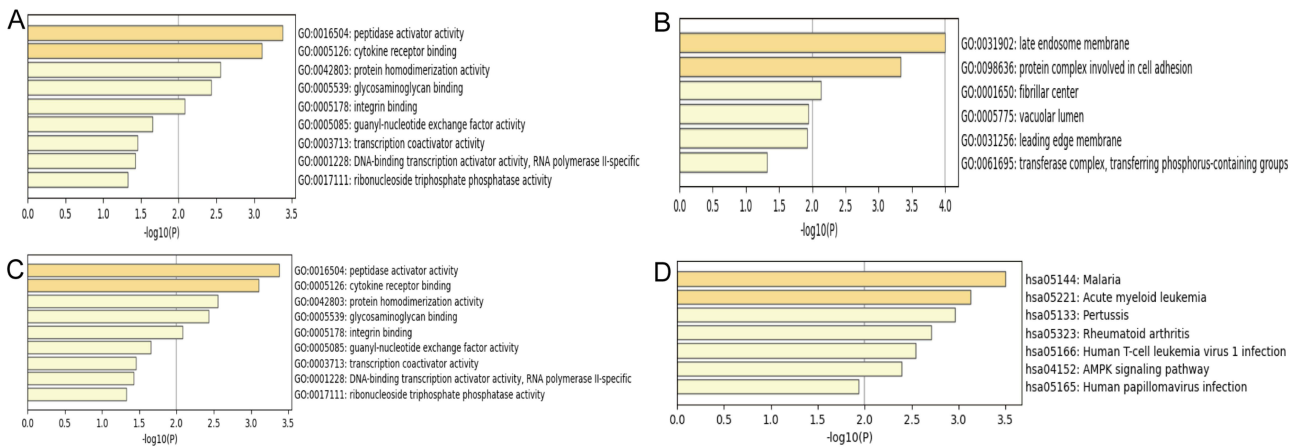 A
GO:0016504: peptidase activator activity
GO:0005126: cytokine receptor binding
GO:0042803: protein homodimerization activity
GO:0005539: glycosaminoglycan binding
GO:0005178: integrin binding
GO:0005085: guanyl-nucleotide exchange factor activity
GO:0003713: transcription coactivator activity
GO:0001228: DNA-binding transcription activator activity, RNA polymerase II-specific
GO:0017111: ribonucleoside triphosphate phosphatase activity
0.0 0.5 1.0 1.5 2.0 2.5 3.0 3.5
-log10(P)
B
GO:0031902: late endosome membrane
GO:0098636: protein complex involved in cell adhesion
GO:0001650: fibrillar center
GO:0005775: vacuolar lumen
GO:0031256: leading edge membrane
GO:0061695: transferase complex, transferring phosphorus-containing groups
0.0 0.5 1.0 1.5 2.0 2.5 3.0 3.5 4.0
-log10(P)
C
GO:0016504: peptidase activator activity
GO:0005126: cytokine receptor binding
GO:0042803: protein homodimerization activity
GO:0005539: glycosaminoglycan binding
GO:0005178: integrin binding
GO:0005085: guanyl-nucleotide exchange factor activity
GO:0003713: transcription coactivator activity
GO:0001228: DNA-binding transcription activator activity, RNA polymerase II-specific
GO:0017111: ribonucleoside triphosphate phosphatase activity
0.0 0.5 1.0 1.5 2.0 2.5 3.0 3.5
-log10(P)
D
hsa05144: Malaria
hsa05221: Acute myeloid leukemia
hsa05133: Pertussis
hsa05323: Rheumatoid arthritis
hsa05166: Human T-cell leukemia virus 1 infection
hsa04152: AMPK signaling pathway
hsa05165: Human papillomavirus infection
0.0 0.5 1.0 1.5 2.0 2.5 3.0 3.5
-log10(P)